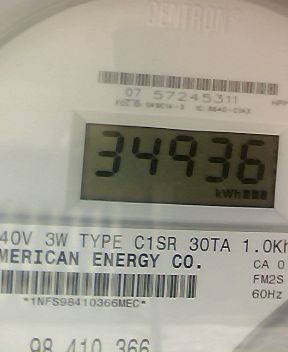 CENTRON
07 57245311
34936
kWh
40V 3W TYPE C1SR 30TA 1.0Kh
MERICAN ENERGY CO.
CA 0
FM2S
60Hz
*1NFS98410366MEC*
98 410 366